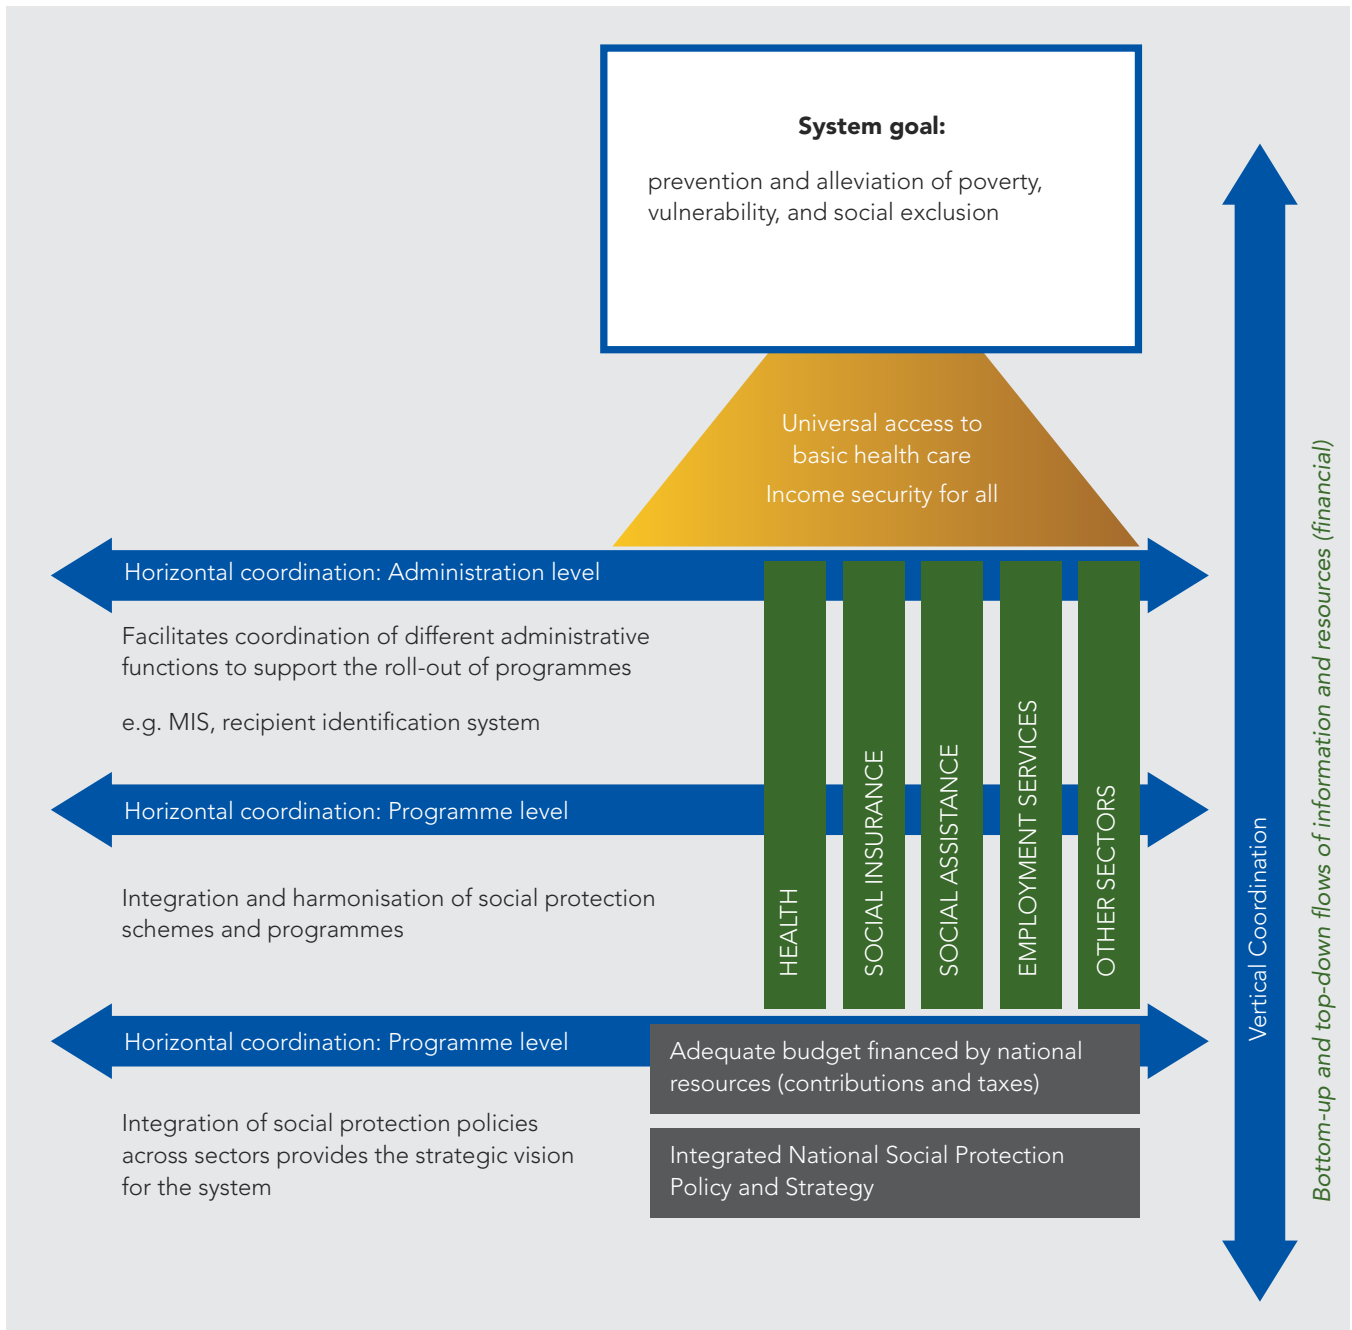 System goal:
prevention and alleviation of poverty,
vulnerability, and social exclusion
Universal access to
basic health care
Income security for all
Horizontal coordination: Administration level
Facilitates coordination of different administrative
functions to support the roll-out of programmes
e.g. MIS, recipient identification system
Horizontal coordination: Programme level
Integration and harmonisation of social protection
schemes and programmes
HEALTH
SOCIAL INSURANCE
SOCIAL ASSISTANCE
EMPLOYMENT SERVICES
OTHER SECTORS
Horizontal coordination: Programme level
Integration of social protection policies
across sectors provides the strategic vision
for the system
Adequate budget financed by national
resources (contributions and taxes)
Integrated National Social Protection
Policy and Strategy
Vertical Coordination
Bottom-up and top-down flows of information and resources (financial)